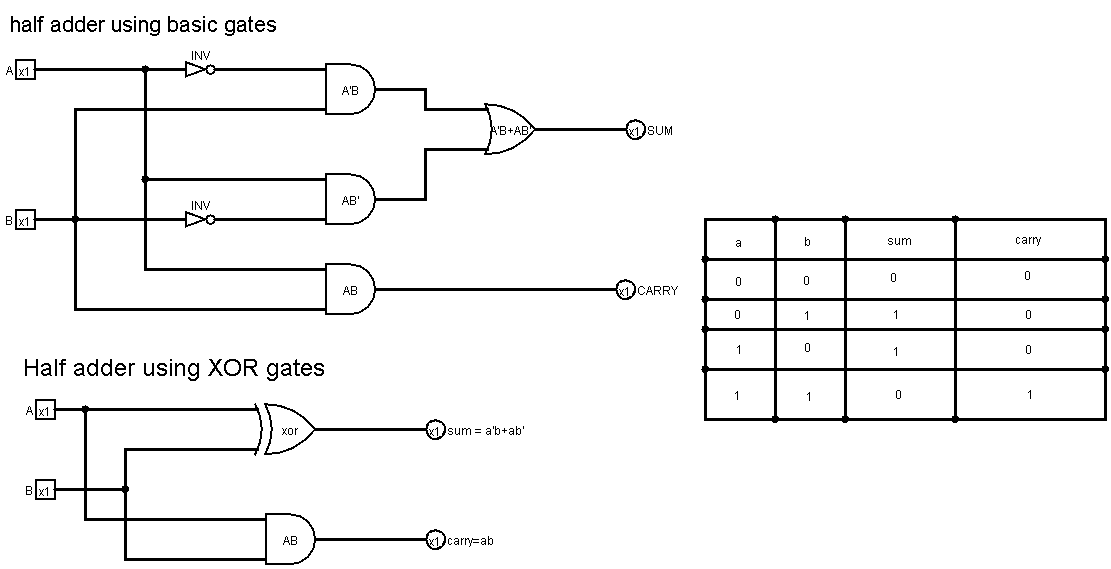 half adder using basic gates
INV
A x1
A'B
A'B+AB'
x1 SUM
INV
AB'
B x1
AB
x1 CARRY
a b sum carry
0 0 0 0
0 1 1 0
1 0 1 0
1 1 0 1
Half adder using XOR gates
A x1
xor
x1 sum = a'b+ab'
B x1
AB
x1 carry=ab